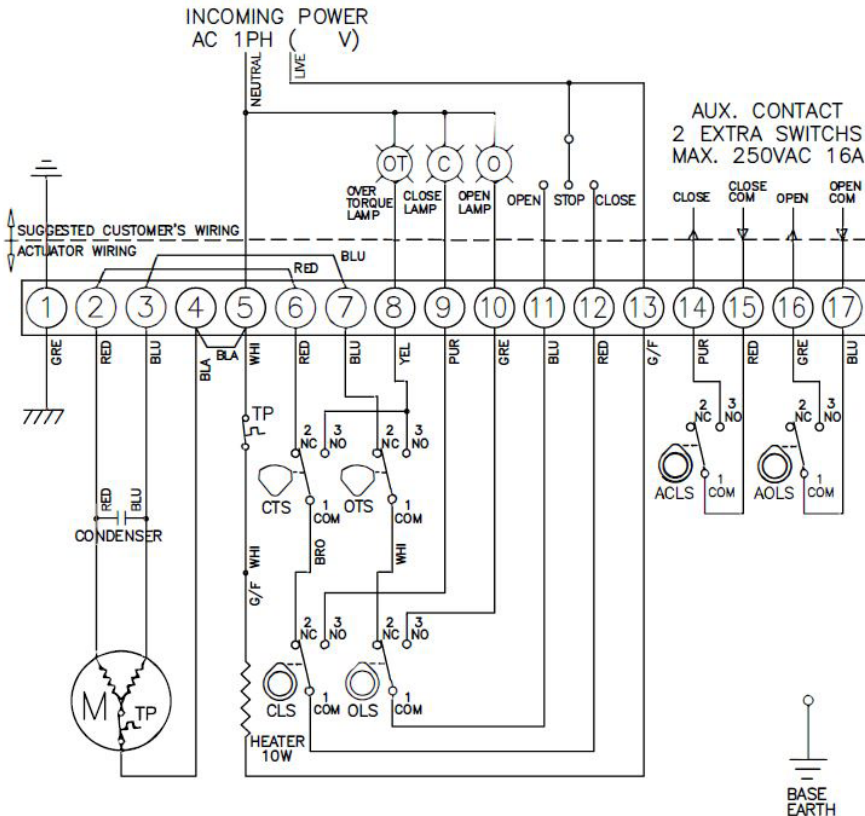 INCOMING POWER
AC 1PH ( V)
NEUTRAL
LIVE
OT
C
O
OVER
TORQUE
LAMP
CLOSE
LAMP
OPEN
LAMP
OPEN
STOP
CLOSE
AUX. CONTACT
2 EXTRA SWITCHS
MAX. 250VAC 16A
CLOSE
CLOSE
COM
OPEN
OPEN
COM
SUGGESTED CUSTOMER'S WIRING
ACTUATOR WIRING
BLU
RED
1 2 3 4 5 6 7 8 9 10 11 12 13 14 15 16 17
GRE
RED
BLU
BLA
BLA
WHI
RED
BLU
YEL
PUR
GRE
BLU
RED
G/F
PUR
RED
GRE
BLU
TP
2
NC
3
NO
CTS
1
COM
2
NC
3
NO
OTS
1
COM
2
NC
3
NO
ACLS
1
COM
2
NC
3
NO
AOLS
1
COM
RED
BLU
CONDENSER
WHI
G/F
BRO
WHI
M
TP
HEATER
10W
2
NC
3
NO
CLS
1
COM
2
NC
3
NO
OLS
1
COM
BASE
EARTH